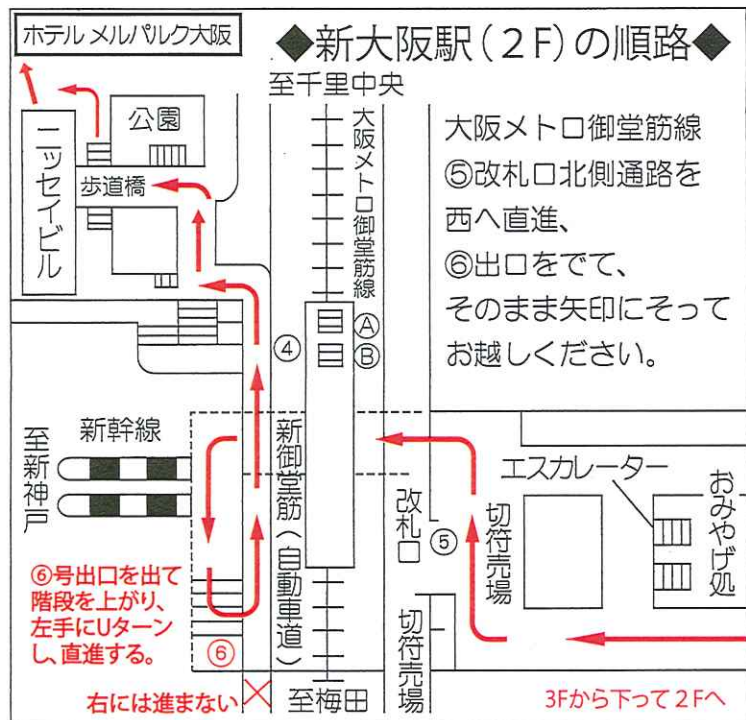 ホテル メルパルク大阪
◆新大阪駅（２Ｆ）の順路◆
至千里中央
公園
ニッセイビル
歩道橋
大阪メトロ御堂筋線
大阪メトロ御堂筋線
⑤改札口北側通路を
西へ直進、
⑥出口をでて、
そのまま矢印にそって
お越しください。
④
Ⓐ
Ⓑ
至新神戸
新幹線
新御堂筋（自動車道）
改札口
⑤
切符売場
エスカレーター
おみやげ処
⑥号出口を出て
階段を上がり、
左手にUターン
し、直進する。
⑥
切符売場
右には進まない
至梅田
3Fから下って２Fへ